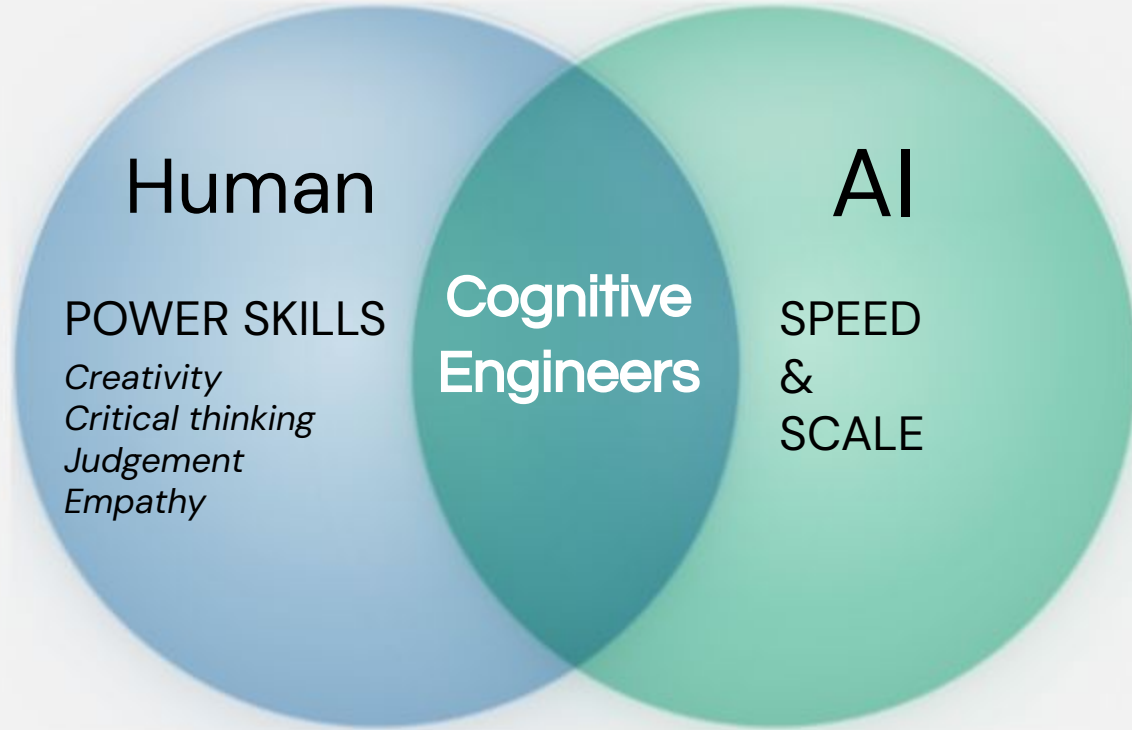 Human
POWER SKILLS
Creativity
Critical thinking
Judgement
Empathy
Cognitive
Engineers
AI
SPEED
&
SCALE